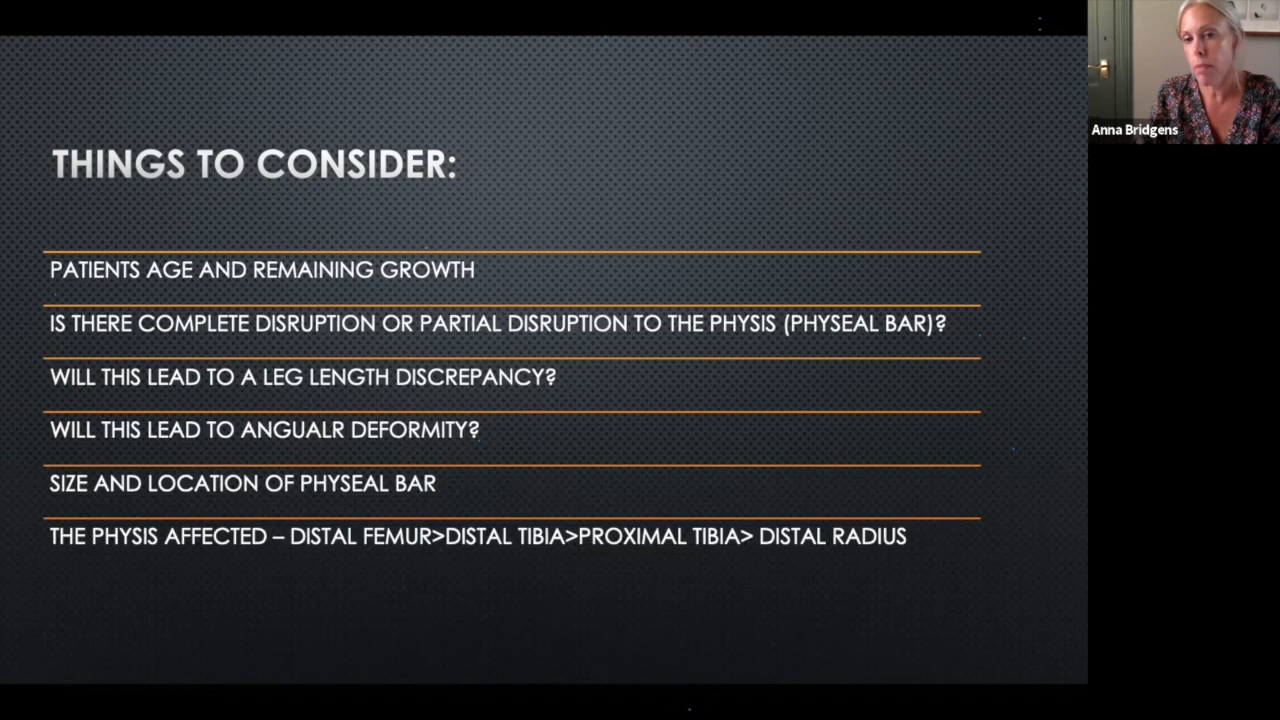 THINGS TO CONSIDER:
PATIENTS AGE AND REMAINING GROWTH
IS THERE COMPLETE DISRUPTION OR PARTIAL DISRUPTION TO THE PHYSIS (PHYSEAL BAR)?
WILL THIS LEAD TO A LEG LENGTH DISCREPANCY?
WILL THIS LEAD TO ANGUALR DEFORMITY?
SIZE AND LOCATION OF PHYSEAL BAR
THE PHYSIS AFFECTED – DISTAL FEMUR>DISTAL TIBIA>PROXIMAL TIBIA> DISTAL RADIUS
Anna Bridgens